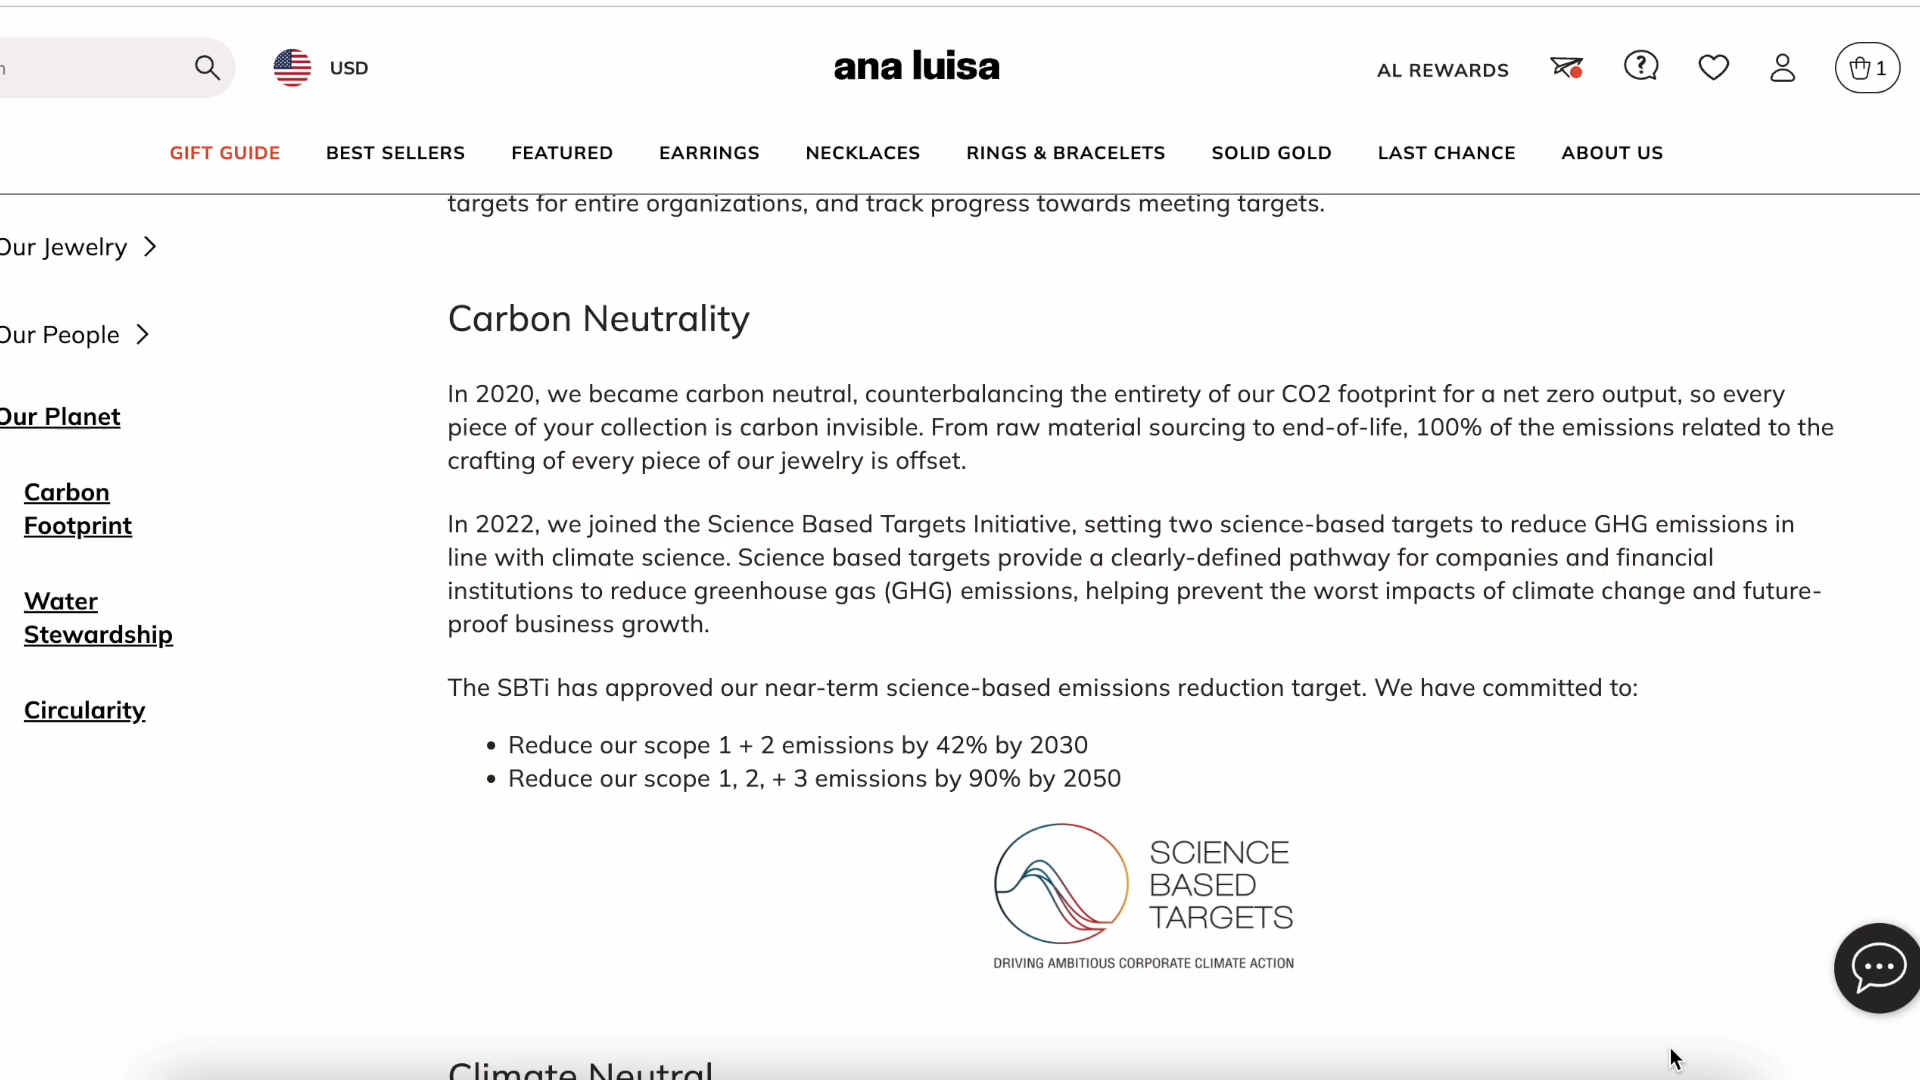 USD
ana luisa
AL REWARDS
1
GIFT GUIDE
BEST SELLERS
FEATURED
EARRINGS
NECKLACES
RINGS & BRACELETS
SOLID GOLD
LAST CHANCE
ABOUT US
Our Jewelry
Our People
Our Planet
Carbon
Footprint
Water
Stewardship
Circularity
targets for entire organizations, and track progress towards meeting targets.
Carbon Neutrality
In 2020, we became carbon neutral, counterbalancing the entirety of our CO2 footprint for a net zero output, so every
piece of your collection is carbon invisible. From raw material sourcing to end-of-life, 100% of the emissions related to the
crafting of every piece of our jewelry is offset.
In 2022, we joined the Science Based Targets Initiative, setting two science-based targets to reduce GHG emissions in
line with climate science. Science based targets provide a clearly-defined pathway for companies and financial
institutions to reduce greenhouse gas (GHG) emissions, helping prevent the worst impacts of climate change and future-
proof business growth.
The SBTi has approved our near-term science-based emissions reduction target. We have committed to:
• Reduce our scope 1 + 2 emissions by 42% by 2030
• Reduce our scope 1, 2, + 3 emissions by 90% by 2050
SCIENCE
BASED
TARGETS
DRIVING AMBITIOUS CORPORATE CLIMATE ACTION
Climate Neutral